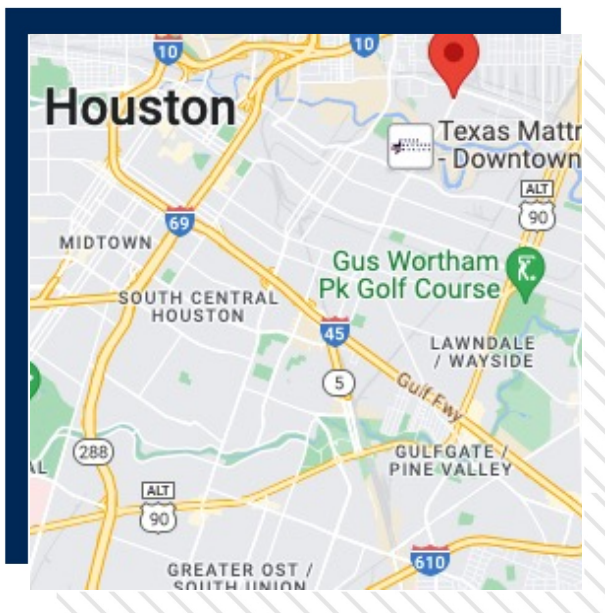 10
10
Houston
Texas Mattr
- Downtown
ALT
90
69
MIDTOWN
Gus Wortham
Pk Golf Course
SOUTH CENTRAL
HOUSTON
45
LAWNDALE
/ WAYSIDE
5
Gulf Fwy
288
AL
GULFGATE /
PINE VALLEY
ALT
90
610
GREATER OST /
SOUTH UNION